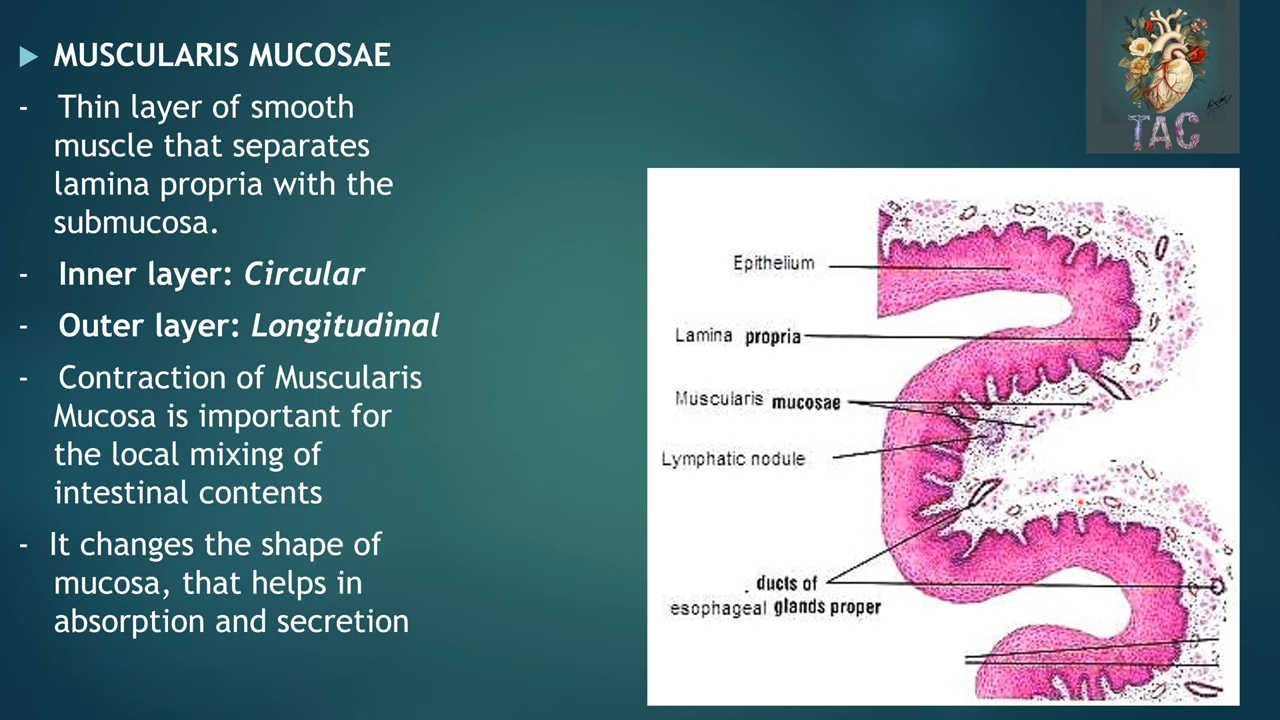 MUSCULARIS MUCOSAE
- Thin layer of smooth
muscle that separates
lamina propria with the
submucosa.
- Inner layer: Circular
- Outer layer: Longitudinal
- Contraction of Muscularis
Mucosa is important for
the local mixing of
intestinal contents
- It changes the shape of
mucosa, that helps in
absorption and secretion
TAC
Epithelium
Lamina propria
Muscularis mucosae
Lymphatic nodule
ducts of
esophageal glands proper